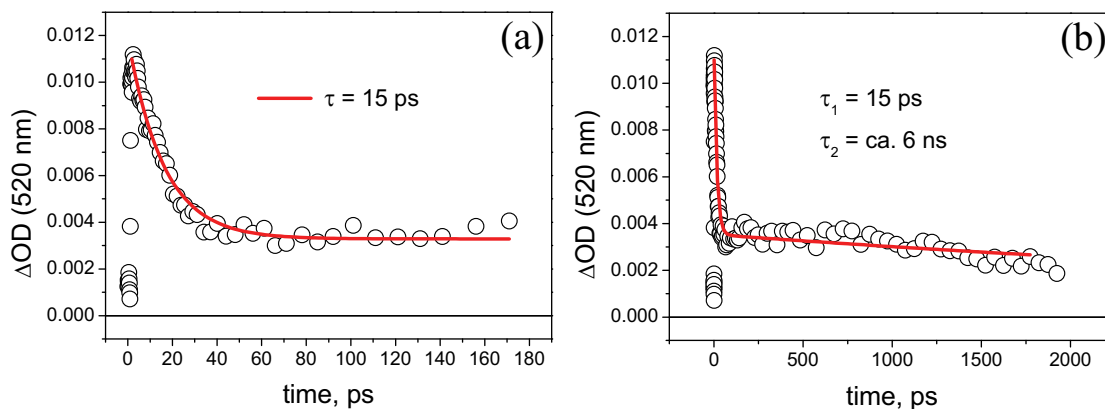 (a)
0.012
0.010
0.008
0.006
0.004
0.002
0.000
ΔOD (520 nm)
τ = 15 ps
0 20 40 60 80 100 120 140 160 180
time, ps
(b)
0.012
0.010
0.008
0.006
0.004
0.002
0.000
ΔOD (520 nm)
τ₁ = 15 ps
τ₂ = ca. 6 ns
0 500 1000 1500 2000
time, ps